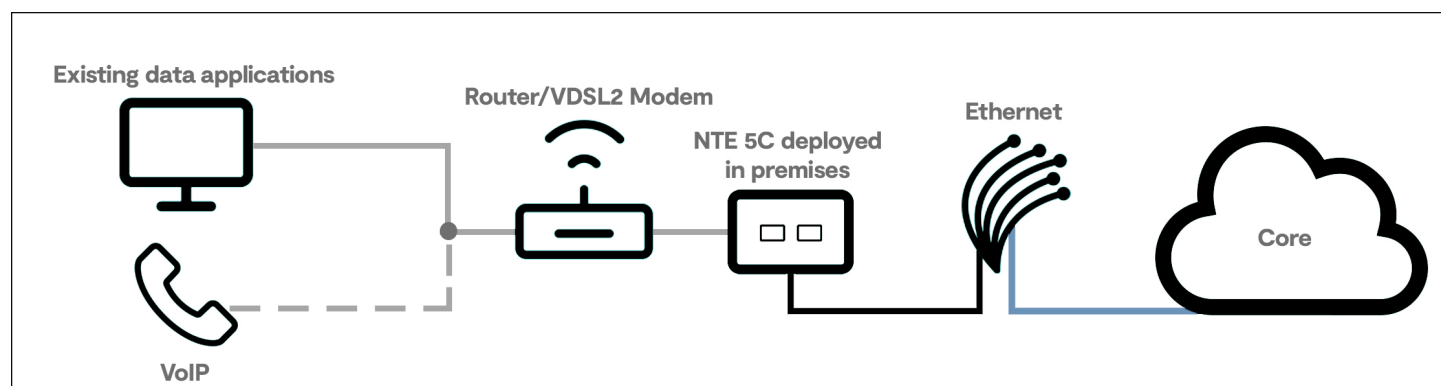 Existing data applications
Router/VDSL2 Modem
NTE 5C deployed
in premises
Ethernet
Core
VoIP